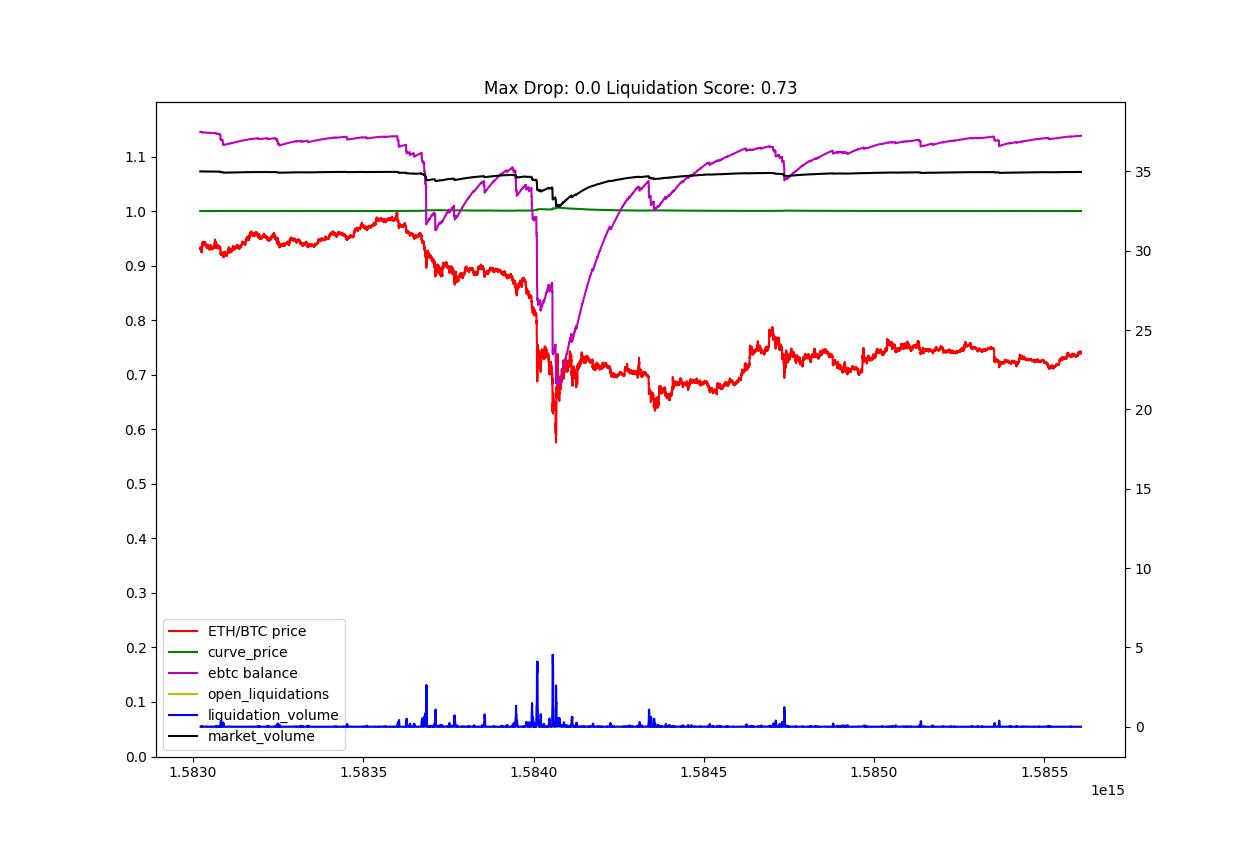 Max Drop: 0.0 Liquidation Score: 0.73
1.1
1.0
0.9
0.8
0.7
0.6
0.5
0.4
0.3
0.2
0.1
0.0
35
30
25
20
15
10
5
0
ETH/BTC price
curve_price
ebtc balance
open_liquidations
liquidation_volume
market_volume
1.5830 1.5835 1.5840 1.5845 1.5850 1.5855
1e15